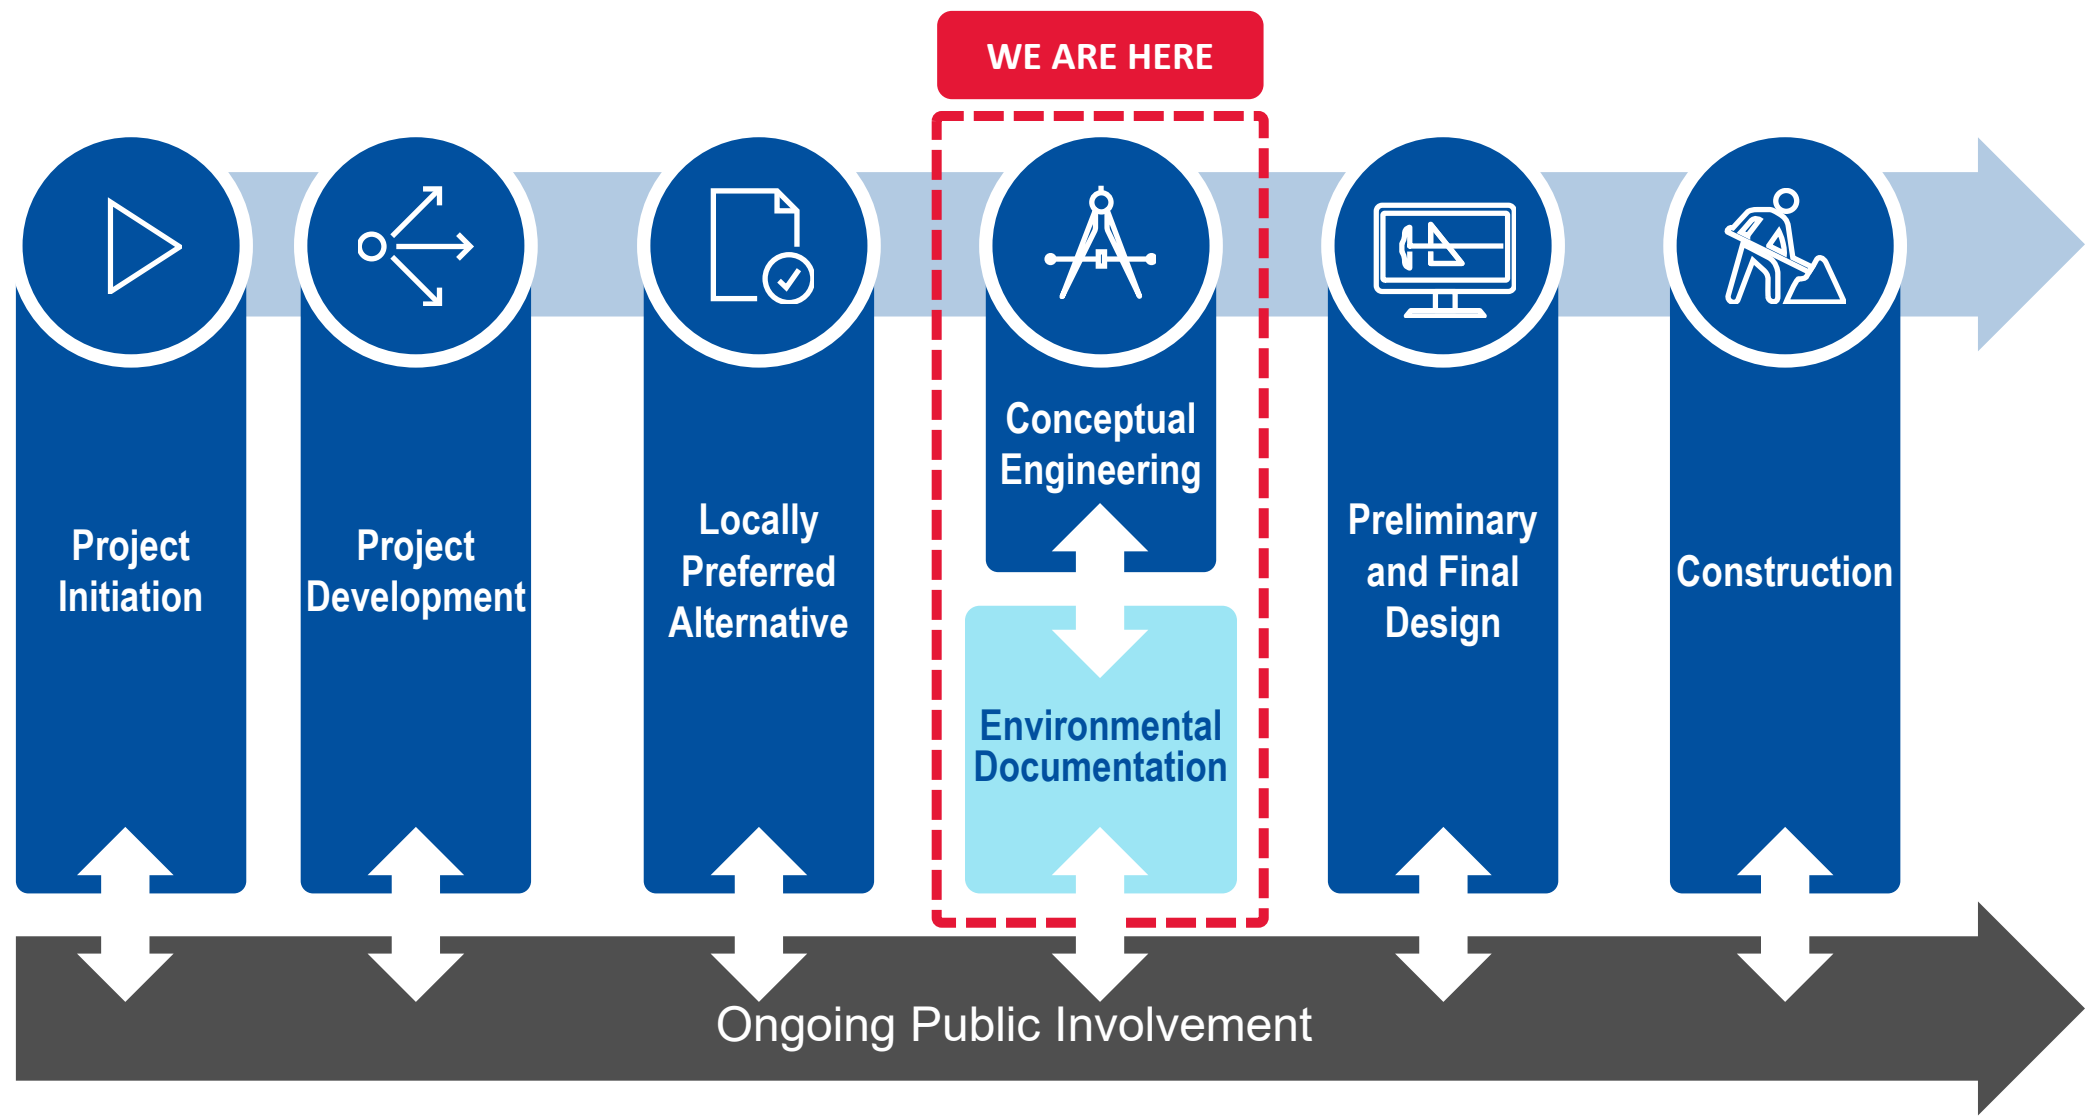 WE ARE HERE
Project
Initiation
Project
Development
Locally
Preferred
Alternative
Conceptual
Engineering
Environmental
Documentation
Preliminary
and Final
Design
Construction
Ongoing Public Involvement